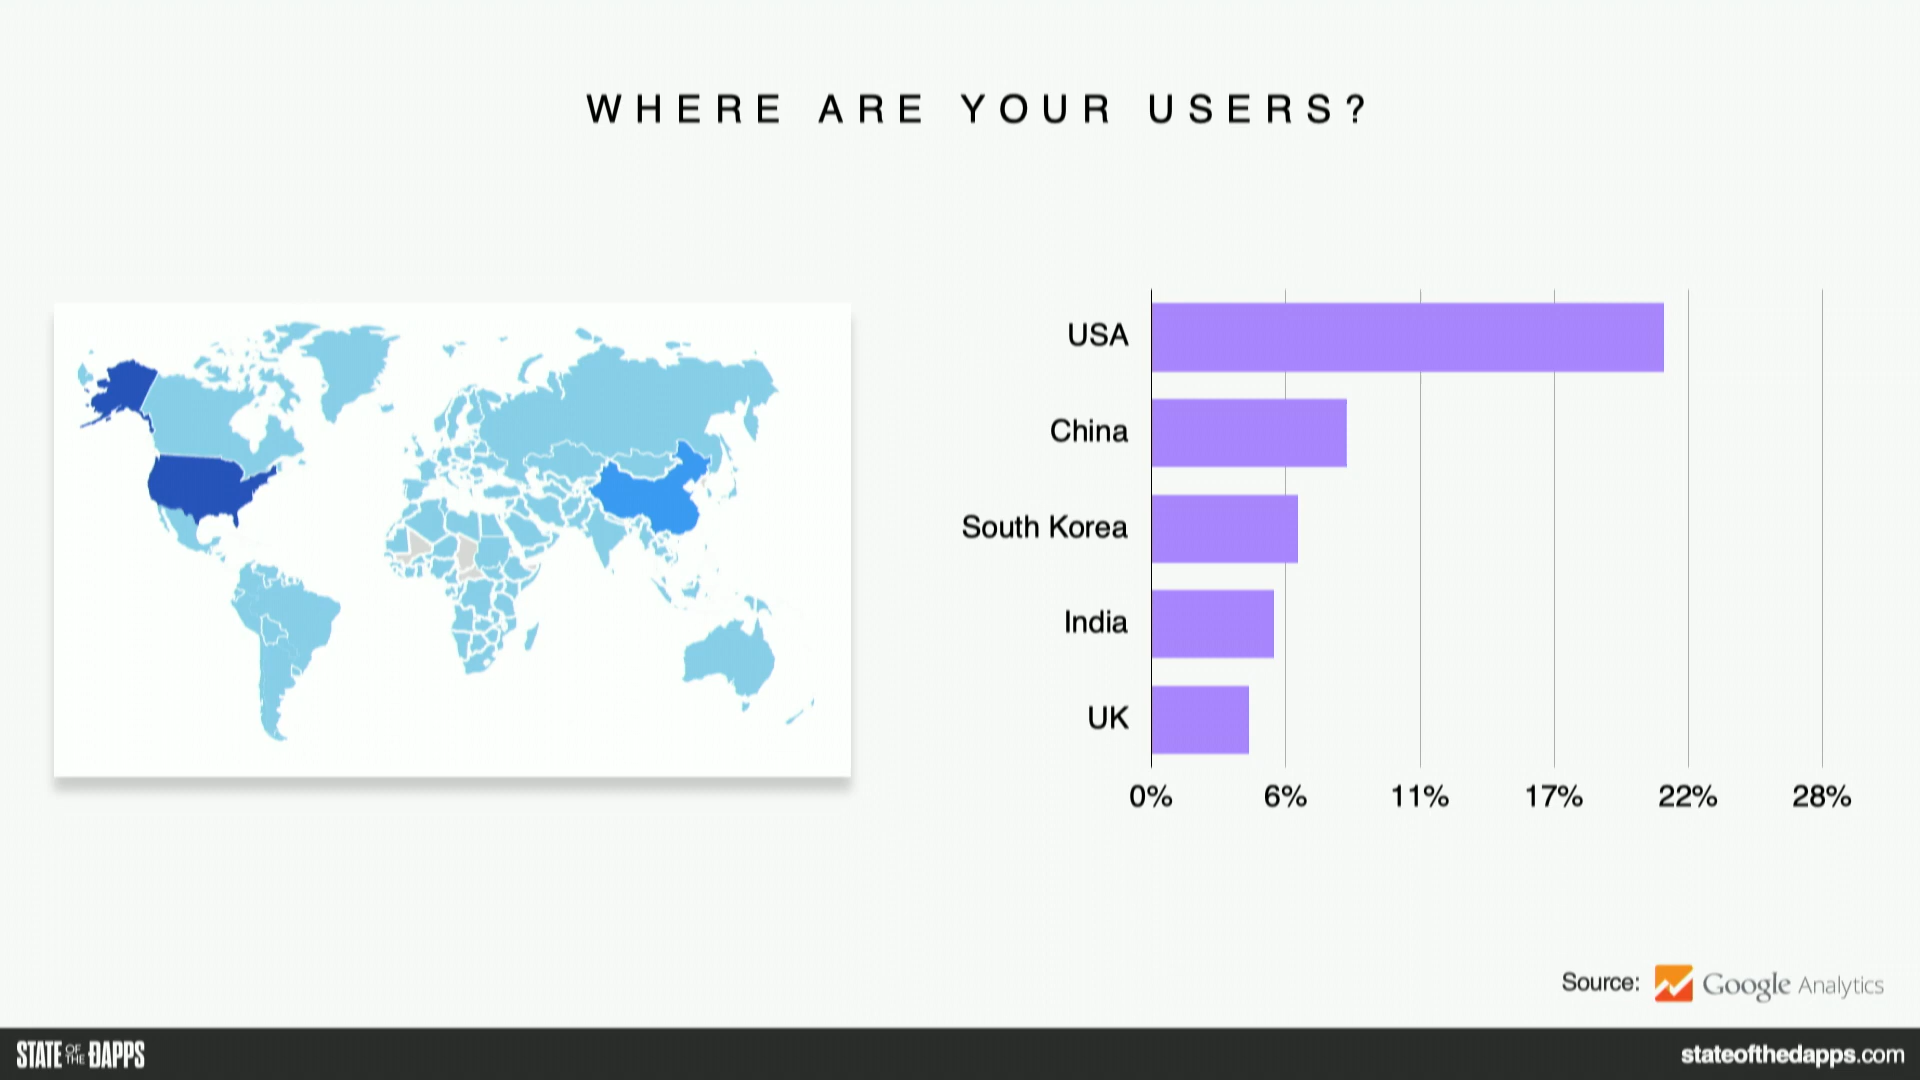 WHERE ARE YOUR USERS?
USA
China
South Korea
India
UK
0% 6% 11% 17% 22% 28%
Source: Google Analytics
STATE OF THE ĐAPPS
stateofthedapps.com